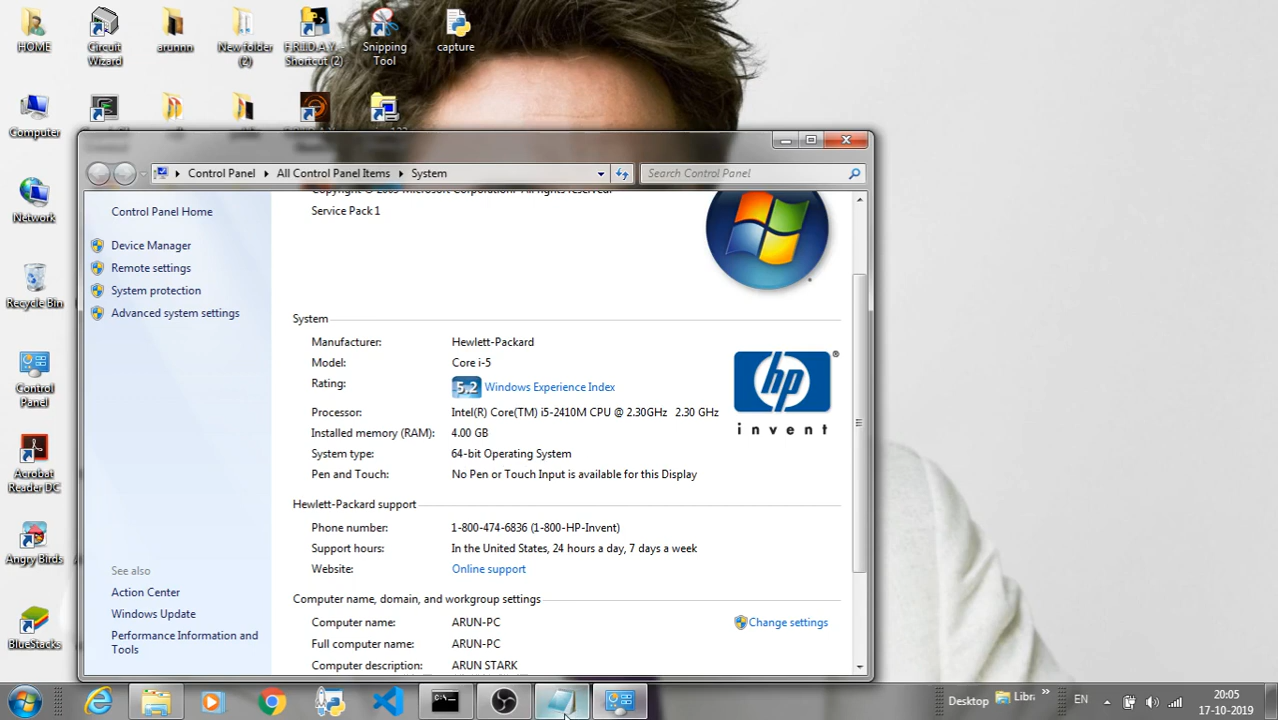 HOME
Circuit Wizard
arunnn
New folder (2)
F.R.I.D.A.Y. - Shortcut (2)
Snipping Tool
capture
Computer
Network
Recycle Bin
Control Panel
Acrobat Reader DC
Angry Birds
BlueStacks
Control Panel
All Control Panel Items
System
Search Control Panel
Control Panel Home
Device Manager
Remote settings
System protection
Advanced system settings
See also
Action Center
Windows Update
Performance Information and Tools
Service Pack 1
System
Manufacturer: Hewlett-Packard
Model: Core i-5
Rating: 5.2 Windows Experience Index
Processor: Intel(R) Core(TM) i5-2410M CPU @ 2.30GHz 2.30 GHz
Installed memory (RAM): 4.00 GB
System type: 64-bit Operating System
Pen and Touch: No Pen or Touch Input is available for this Display
hp
invent
Hewlett-Packard support
Phone number: 1-800-474-6836 (1-800-HP-Invent)
Support hours: In the United States, 24 hours a day, 7 days a week
Website: Online support
Computer name, domain, and workgroup settings
Computer name: ARUN-PC
Change settings
Full computer name: ARUN-PC
Computer description: ARUN STARK
Desktop
Libr
EN
20:05
17-10-2019